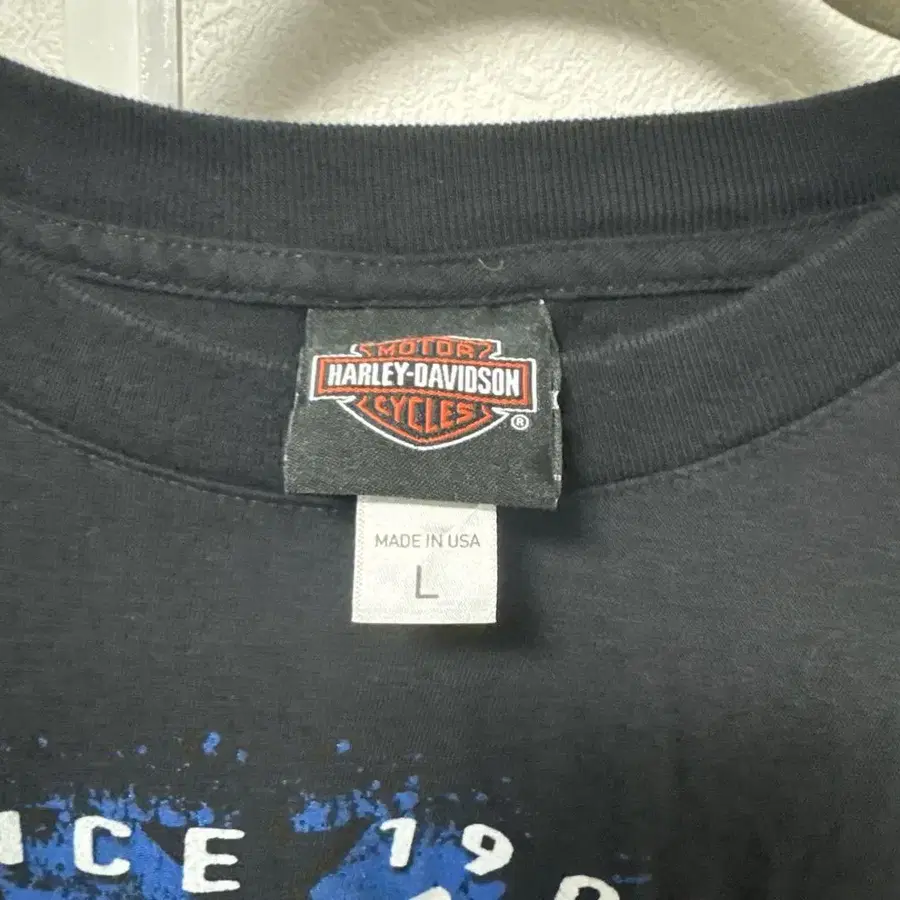 MOTOR
HARLEY-DAVIDSON
CYCLES
®
MADE IN USA
L
ICE 19